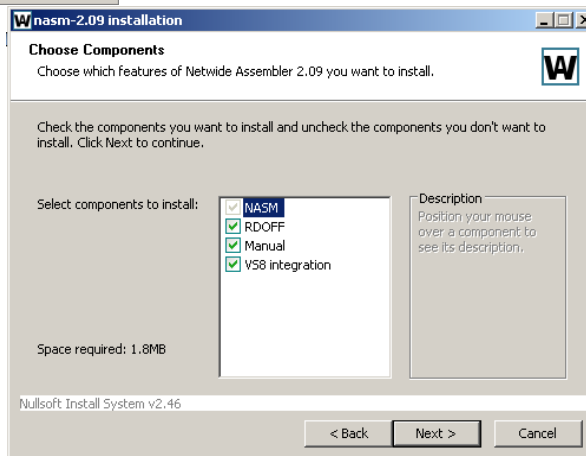 nasm-2.09 installation
Choose Components
Choose which features of Netwide Assembler 2.09 you want to install.
Check the components you want to install and uncheck the components you don't want to
install. Click Next to continue.
Select components to install:
NASM
RDOFF
Manual
VS8 integration
Description
Position your mouse
over a component to
see its description.
Space required: 1.8MB
Nullsoft Install System v2.46
< Back
Next >
Cancel